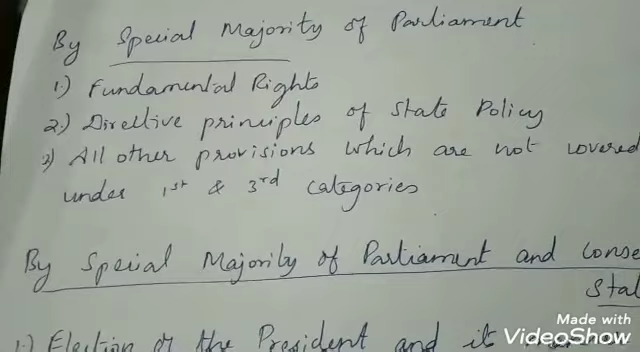 By Special Majority of Parliament
1.) Fundamental Rights
2.) Directive principles of State Policy
3) All other provisions which are not covered
under 1st & 3rd categories
By Special Majority of Parliament and conse
Stat
1.) Election of the President and its
Made with
VideoShow